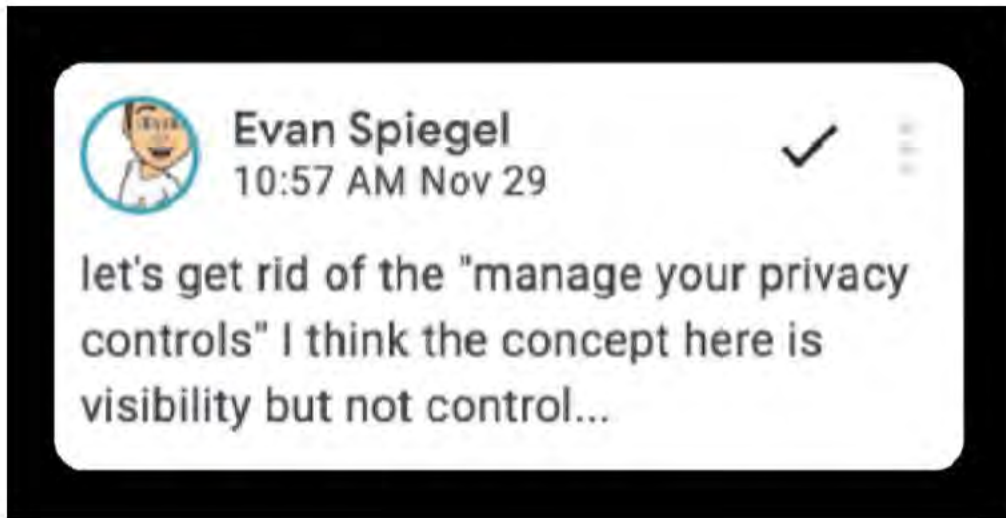 Evan Spiegel
10:57 AM Nov 29
let's get rid of the "manage your privacy
controls" I think the concept here is
visibility but not control...